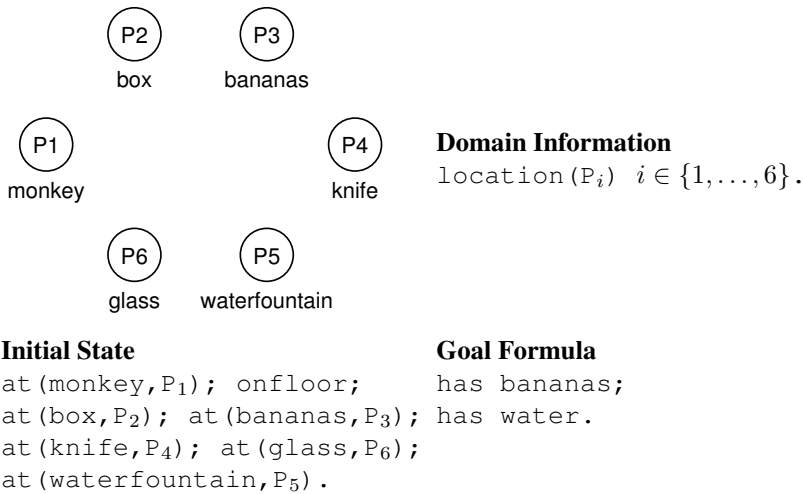 P2 P3
box bananas
P1 P4
monkey knife
Domain Information
location(P𝑖) 𝑖 ∈ {1,...,6}.
P6 P5
glass waterfountain
Initial State Goal Formula
at(monkey,P₁); onfloor; has bananas;
at(box,P₂); at(bananas,P₃); has water.
at(knife,P₄); at(glass,P₆);
at(waterfountain,P₅).